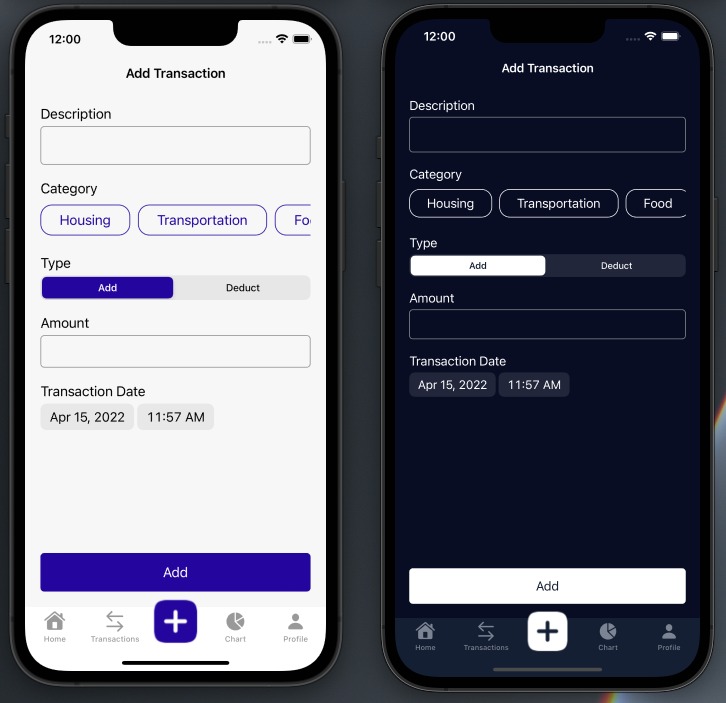 12:00
Add Transaction
Description
Category
Housing Transportation Fo
Type
Add Deduct
Amount
Transaction Date
Apr 15, 2022 11:57 AM
Add
Home Transactions Chart Profile
12:00
Add Transaction
Description
Category
Housing Transportation Food
Type
Add Deduct
Amount
Transaction Date
Apr 15, 2022 11:57 AM
Add
Home Transactions Chart Profile